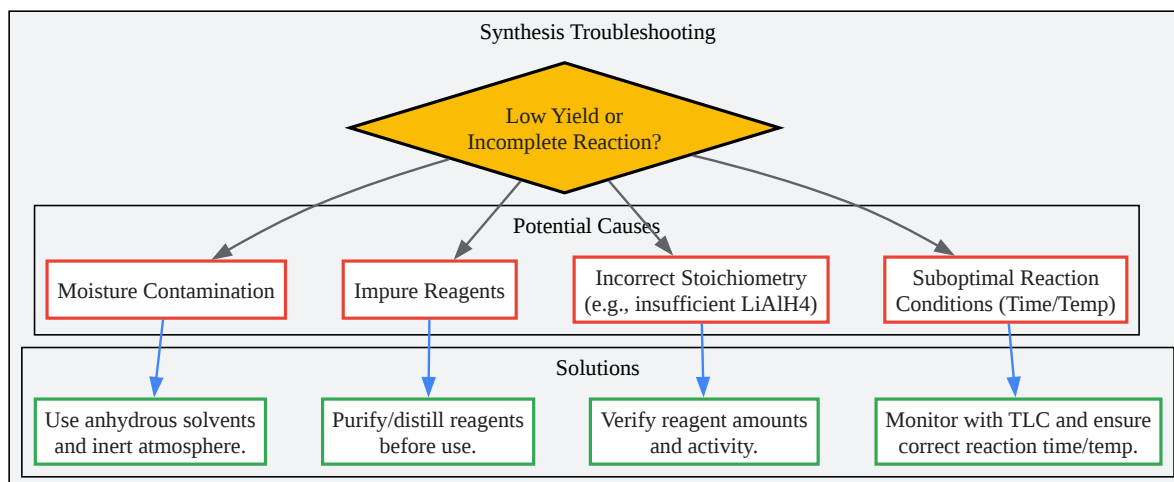 Synthesis Troubleshooting
Low Yield or
Incomplete Reaction?
Potential Causes
Moisture Contamination
Impure Reagents
Incorrect Stoichiometry
(e.g., insufficient LiAlH4)
Suboptimal Reaction
Conditions (Time/Temp)
Solutions
Use anhydrous solvents
and inert atmosphere.
Purify/distill reagents
before use.
Verify reagent amounts
and activity.
Monitor with TLC and ensure
correct reaction time/temp.